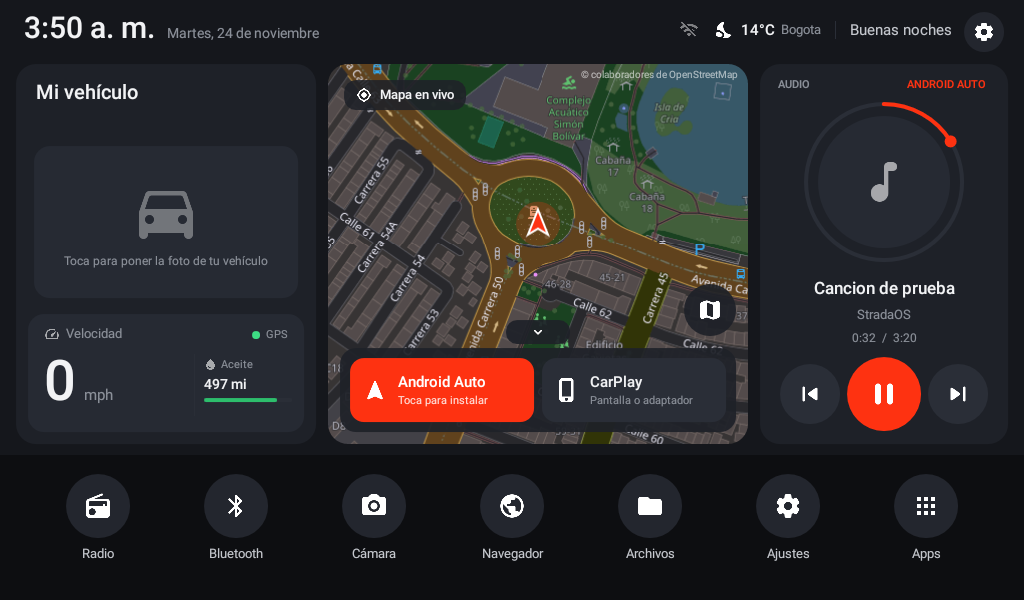 3:50 a. m.
Martes, 24 de noviembre
14°C Bogota
Buenas noches
Mi vehículo
Toca para poner la foto de tu vehículo
Velocidad
GPS
0 mph
Aceite
497 mi
© colaboradores de OpenStreetMap
Mapa en vivo
Complejo
Acuático
Simón
Bolívar
Isla de
Cria
Cabaña
17
Cabaña
18
Carrera 55
Calle 61
Carrera 54A
Carrera 54
Carrera 53
Carrera 50
Carrera 45
P
Avenida Ca
45-21
46-28
Calle 62
Edificio
Calle 60
Android Auto
Toca para instalar
CarPlay
Pantalla o adaptador
AUDIO
ANDROID AUTO
Cancion de prueba
StradaOS
0:32 / 3:20
Radio
Bluetooth
Cámara
Navegador
Archivos
Ajustes
Apps